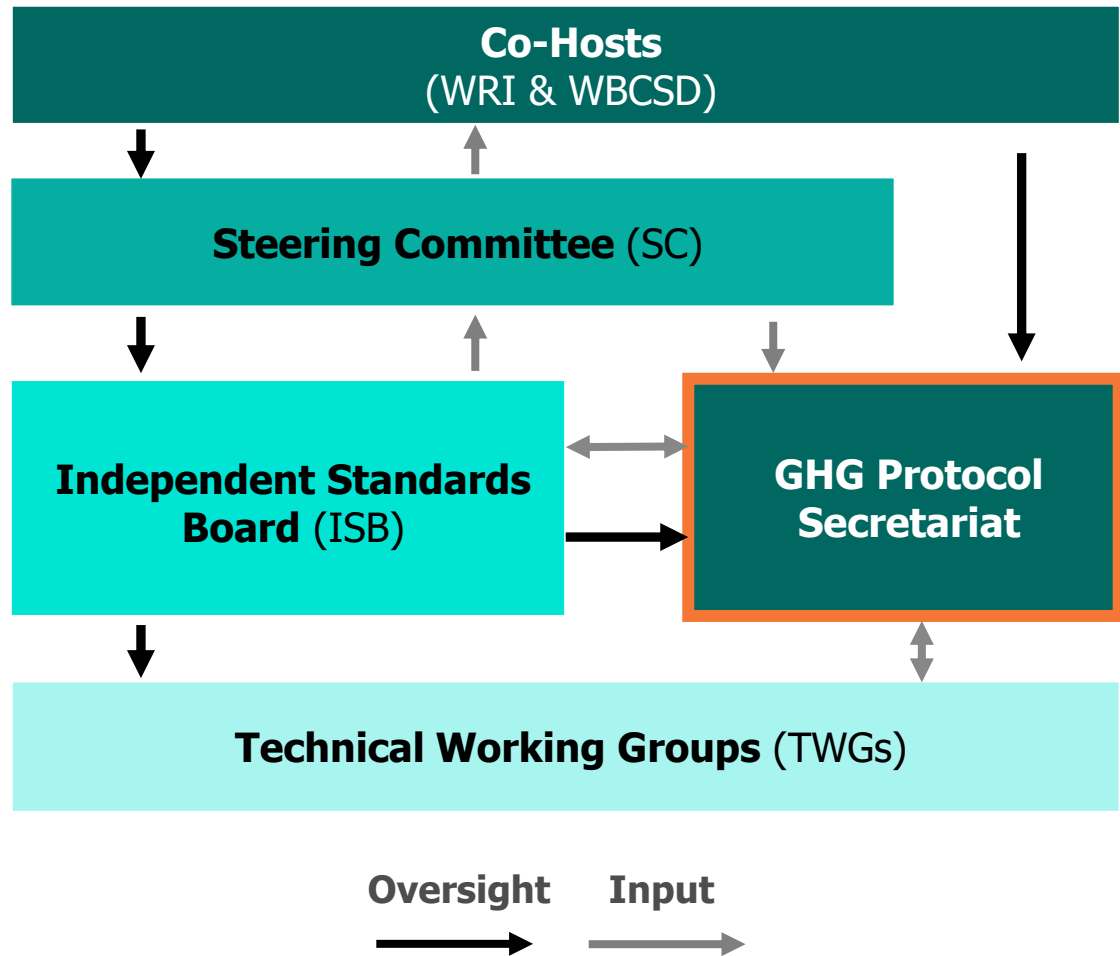 Co-Hosts
(WRI & WBCSD)
Steering Committee (SC)
Independent Standards
Board (ISB)
GHG Protocol
Secretariat
Technical Working Groups (TWGs)
Oversight
Input